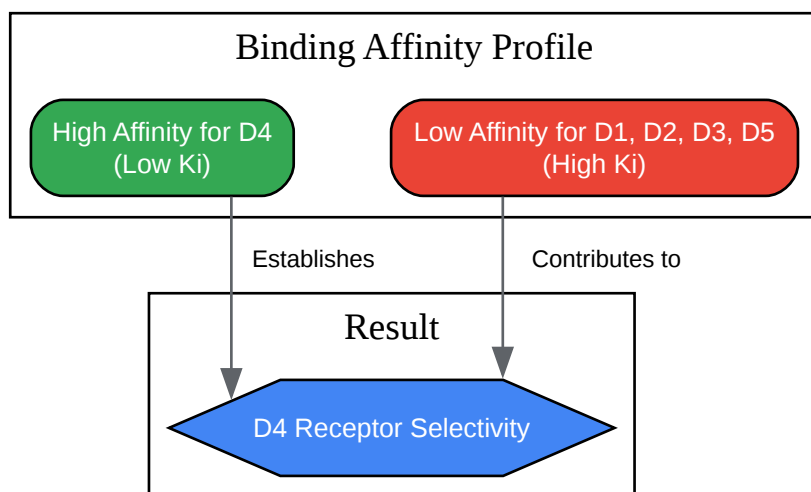 Binding Affinity Profile
High Affinity for D4
(Low Ki)
Low Affinity for D1, D2, D3, D5
(High Ki)
Establishes
Contributes to
Result
D4 Receptor Selectivity